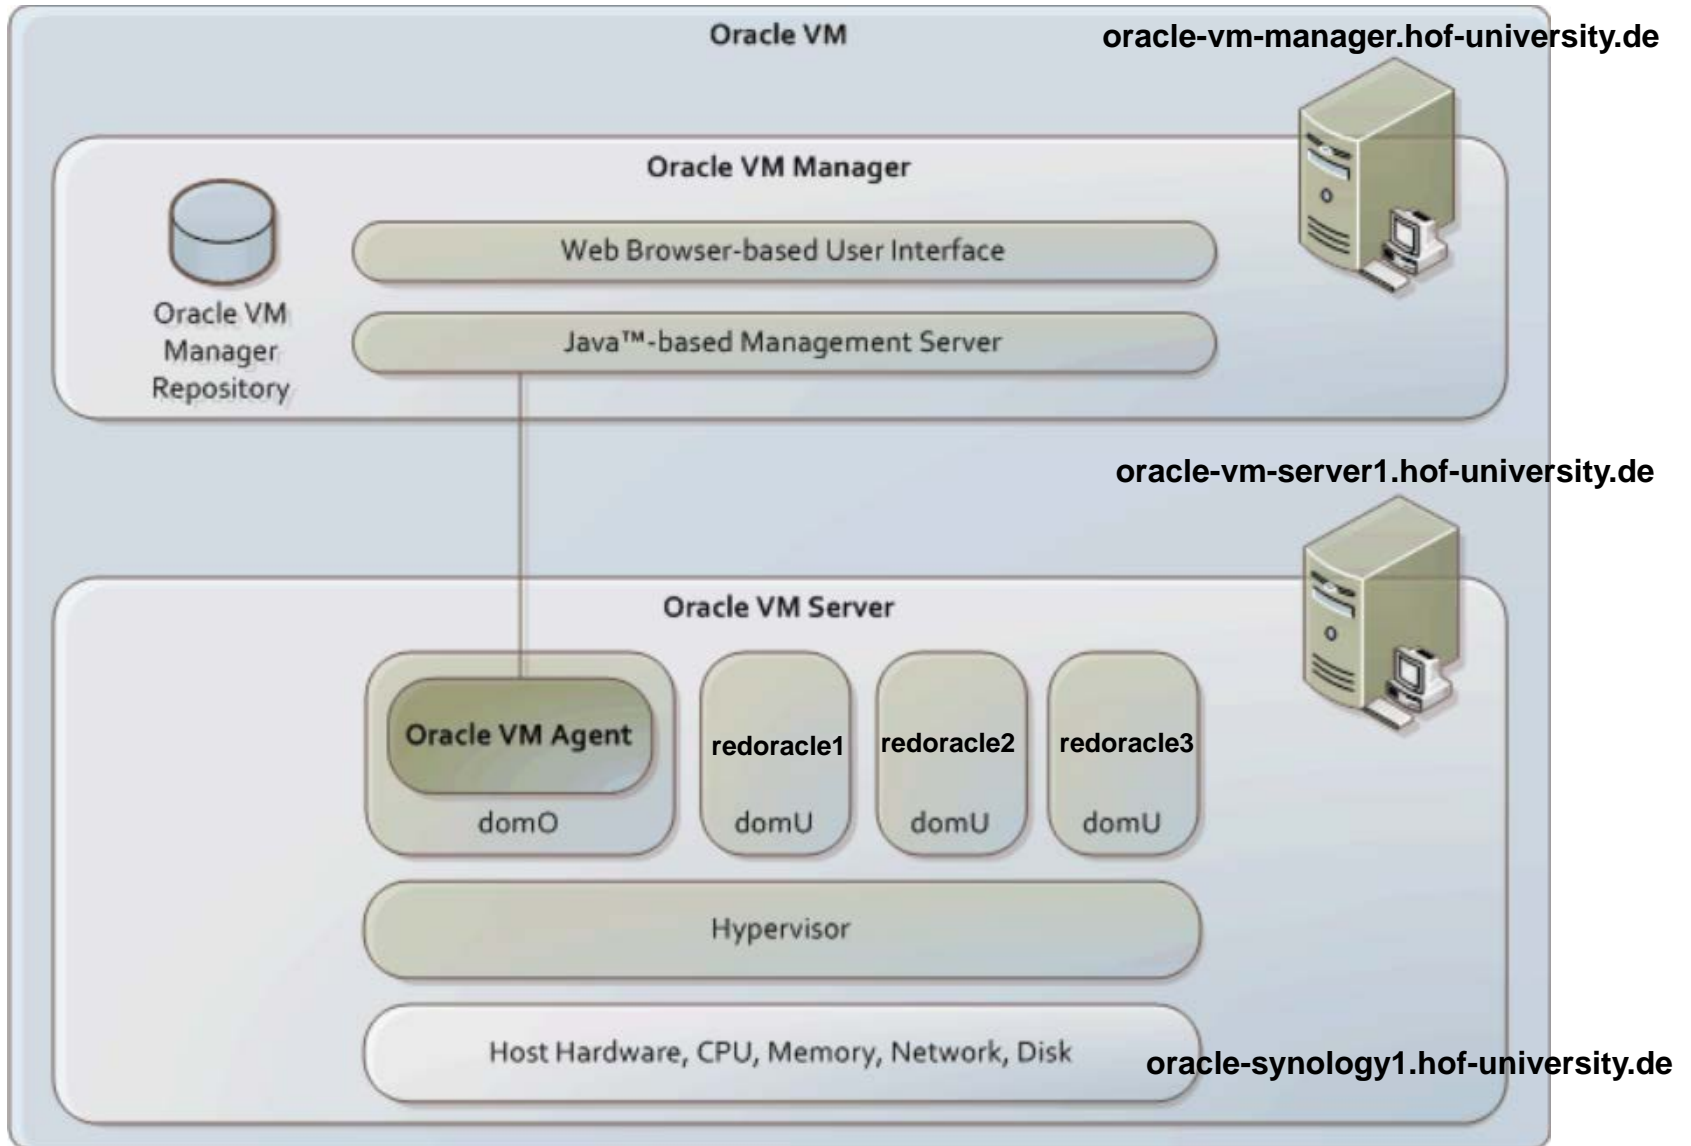 Oracle VM
oracle-vm-manager.hof-university.de
Oracle VM Manager
Web Browser-based User Interface
Oracle VM
Manager
Repository
Java™-based Management Server
oracle-vm-server1.hof-university.de
Oracle VM Server
Oracle VM Agent
redoracle1
redoracle2
redoracle3
domO
domU
domU
domU
Hypervisor
Host Hardware, CPU, Memory, Network, Disk
oracle-synology1.hof-university.de